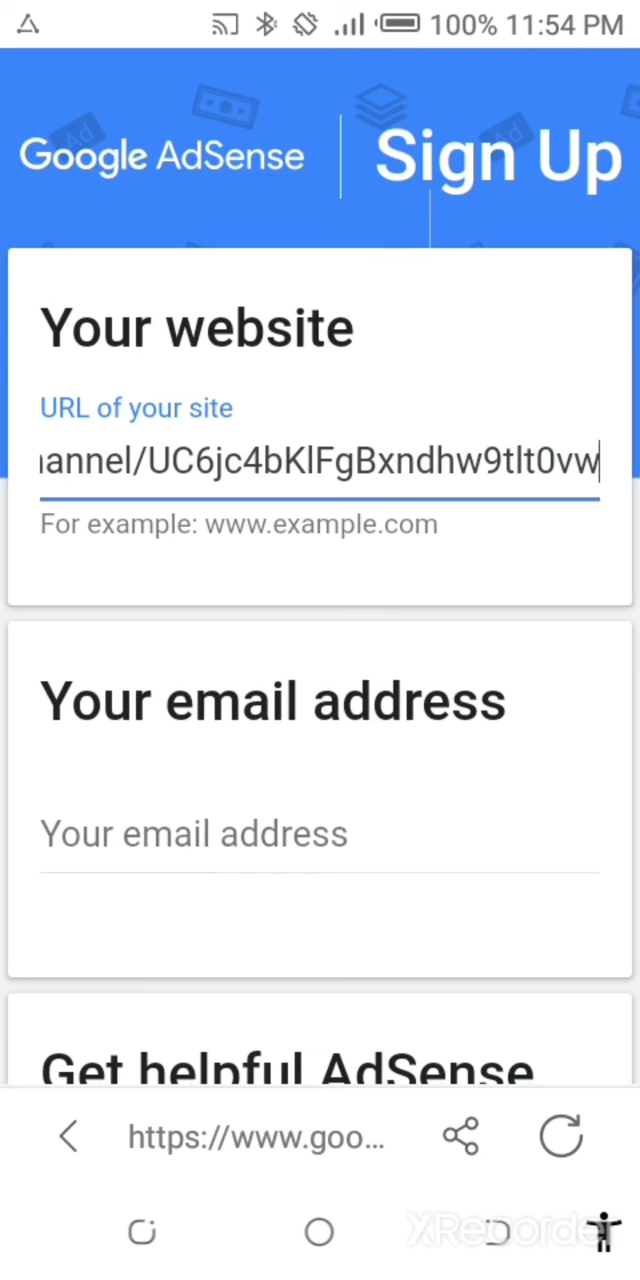 100% 11:54 PM
Google AdSense
Sign Up
Your website
URL of your site
annel/UC6jc4bKlFgBxndhw9tlt0vw
For example: www.example.com
Your email address
Your email address
Get helpful AdSense
https://www.goo...
XRecorder